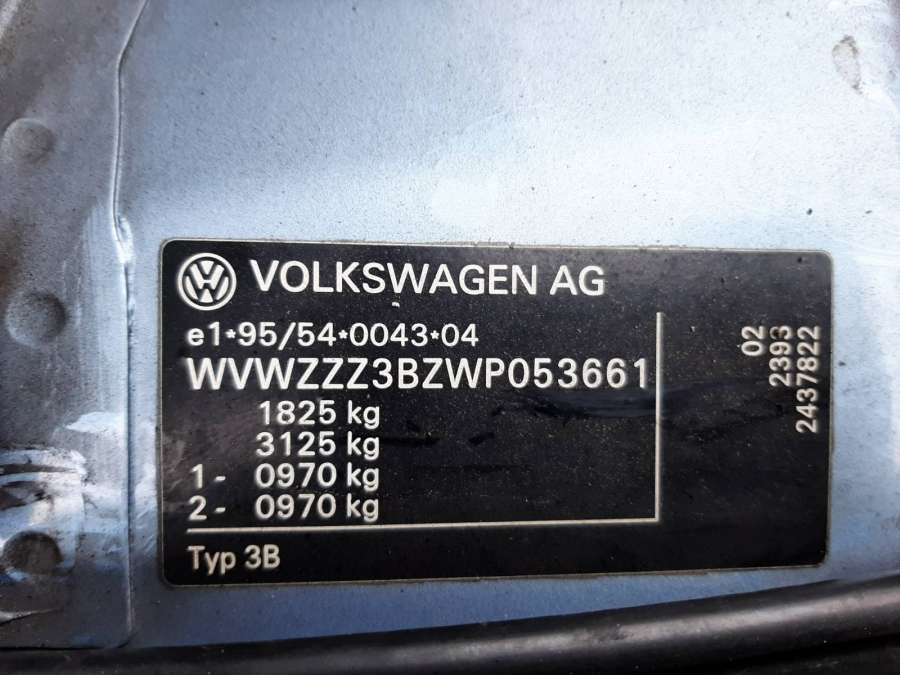 VOLKSWAGEN AG
e1*95/54*0043*04
WVWZZZ3BZWP053661
1825 kg
3125 kg
1- 0970 kg
2- 0970 kg
Typ 3B
02
2393
2437822